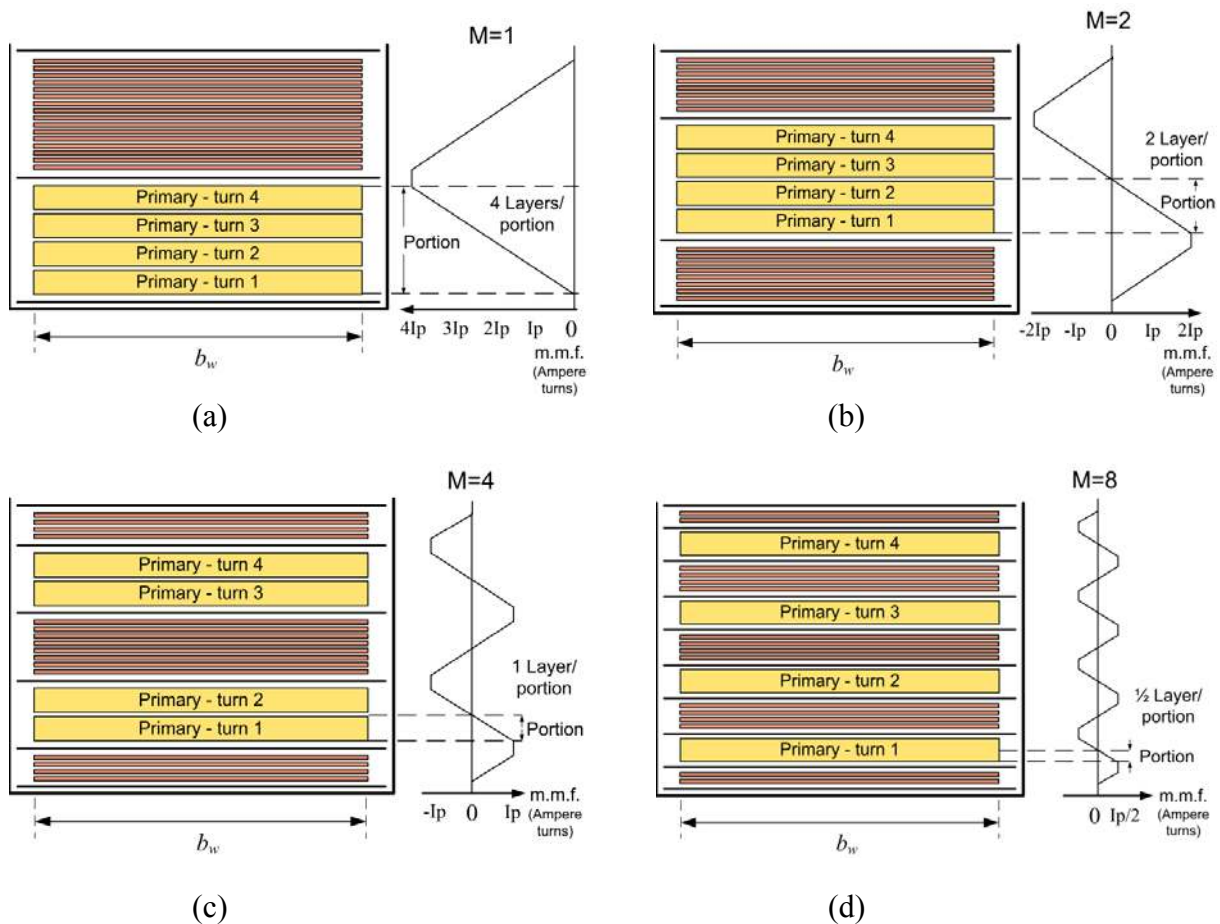 M=1
Primary - turn 4
Primary - turn 3
Primary - turn 2
Primary - turn 1
4 Layers/
portion
Portion
4Ip 3Ip 2Ip Ip 0
m.m.f.
(Ampere
turns)
b_w
(a)
M=2
Primary - turn 4
Primary - turn 3
Primary - turn 2
Primary - turn 1
2 Layer/
portion
Portion
-2Ip -Ip 0 Ip 2Ip
m.m.f.
(Ampere
turns)
b_w
(b)
M=4
Primary - turn 4
Primary - turn 3
Primary - turn 2
Primary - turn 1
1 Layer/
portion
Portion
-Ip 0 Ip
m.m.f.
(Ampere
turns)
b_w
(c)
M=8
Primary - turn 4
Primary - turn 3
Primary - turn 2
Primary - turn 1
½ Layer/
portion
Portion
0 Ip/2
m.m.f.
(Ampere
turns)
b_w
(d)